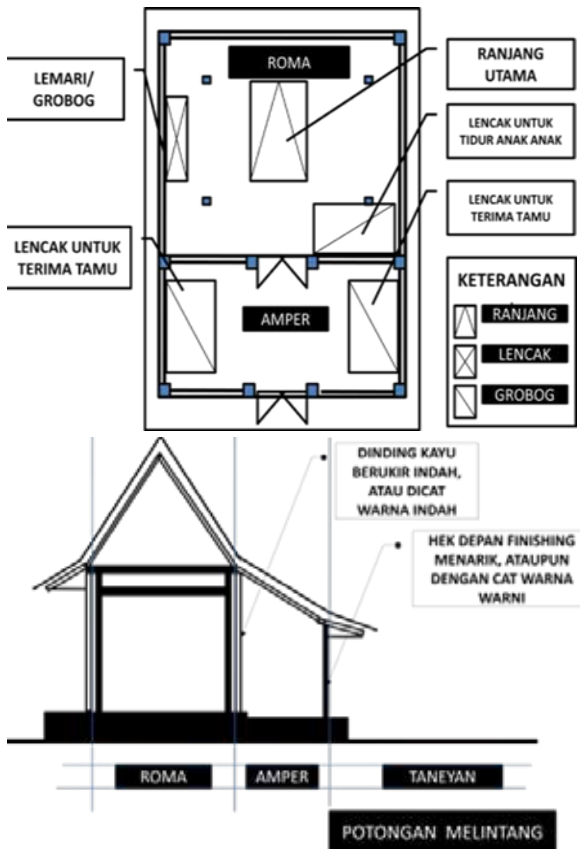 ROMA
RANJANG
UTAMA
LEMARI/
GROBOG
LENCAK UNTUK
TIDUR ANAK ANAK
LENCAK UNTUK
TERIMA TAMU
LENCAK UNTUK
TERIMA TAMU
AMPER
KETERANGAN
RANJANG
LENCAK
GROBOG
DINDING KAYU
BERUKIR INDAH,
ATAU DICAT
WARNA INDAH
HEK DEPAN FINISHING
MENARIK, ATAUPUN
DENGAN CAT WARNA
WARNI
ROMA
AMPER
TANEYAN
POTONGAN MELINTANG